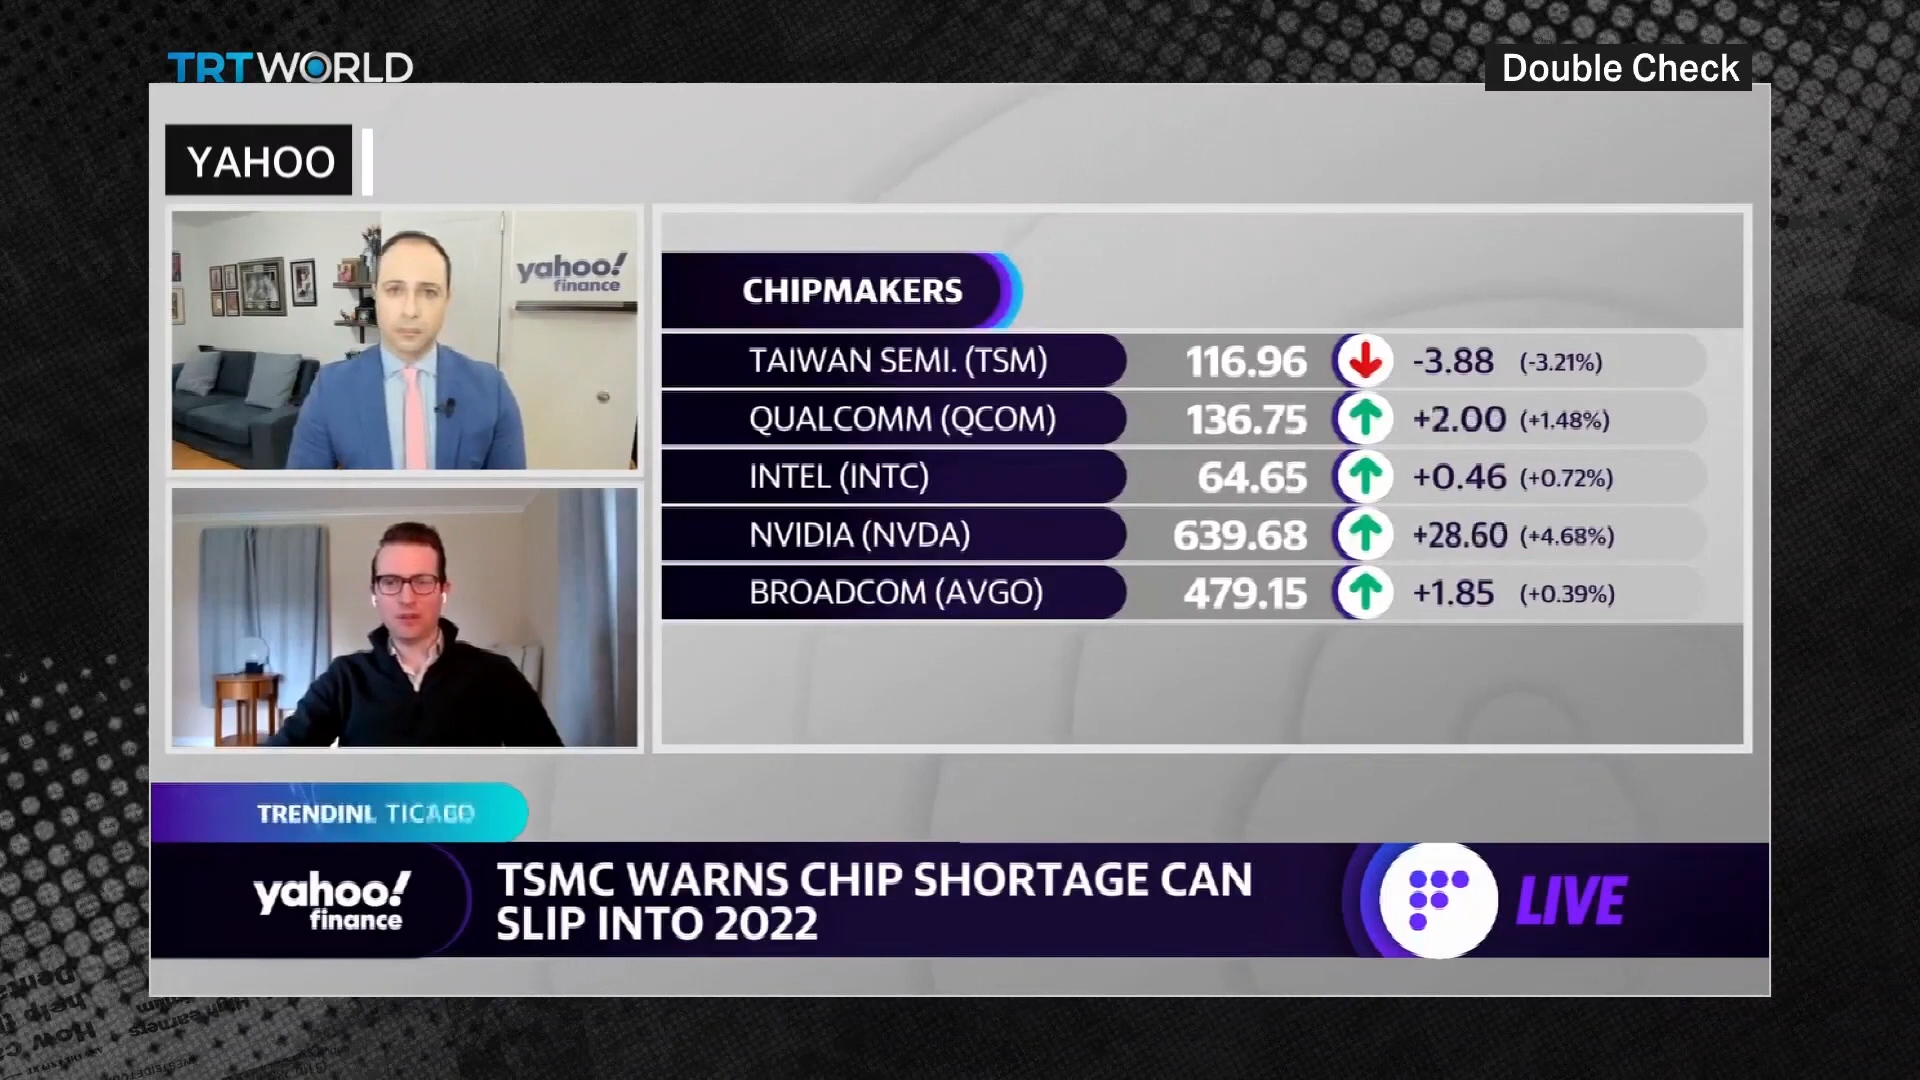 TRT WORLD
Double Check
YAHOO
yahoo!
finance
CHIPMAKERS
TAIWAN SEMI. (TSM) 116.96 -3.88 (-3.21%)
QUALCOMM (QCOM) 136.75 +2.00 (+1.48%)
INTEL (INTC) 64.65 +0.46 (+0.72%)
NVIDIA (NVDA) 639.68 +28.60 (+4.68%)
BROADCOM (AVGO) 479.15 +1.85 (+0.39%)
yahoo!
finance
TSMC WARNS CHIP SHORTAGE CAN
SLIP INTO 2022
LIVE
How